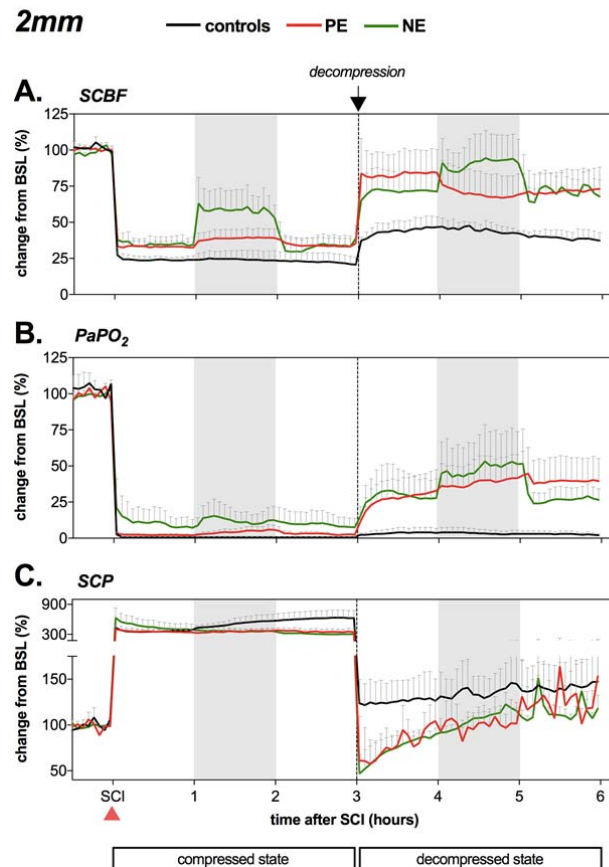 2mm
controls PE NE
decompression
A. SCBF
125
100
75
50
25
0
change from BSL (%)
B. PaPO2
125
100
75
50
25
0
change from BSL (%)
C. SCP
900
300
150
100
50
change from BSL (%)
SCI 1 2 3 4 5 6
time after SCI (hours)
compressed state decompressed state